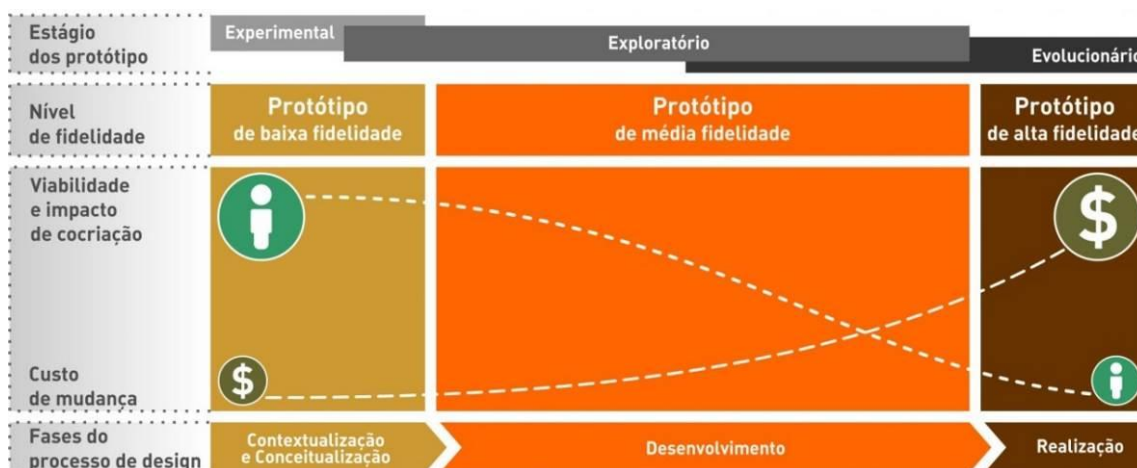 Estágio
dos protótipo
Experimental
Exploratório
Evolucionário
Nível
de fidelidade
Protótipo
de baixa fidelidade
Protótipo
de média fidelidade
Protótipo
de alta fidelidade
Viabilidade
e impacto
de cocriação
$
Custo
de mudança
$
Fases do
processo de design
Contextualização
e Conceitualização
Desenvolvimento
Realização